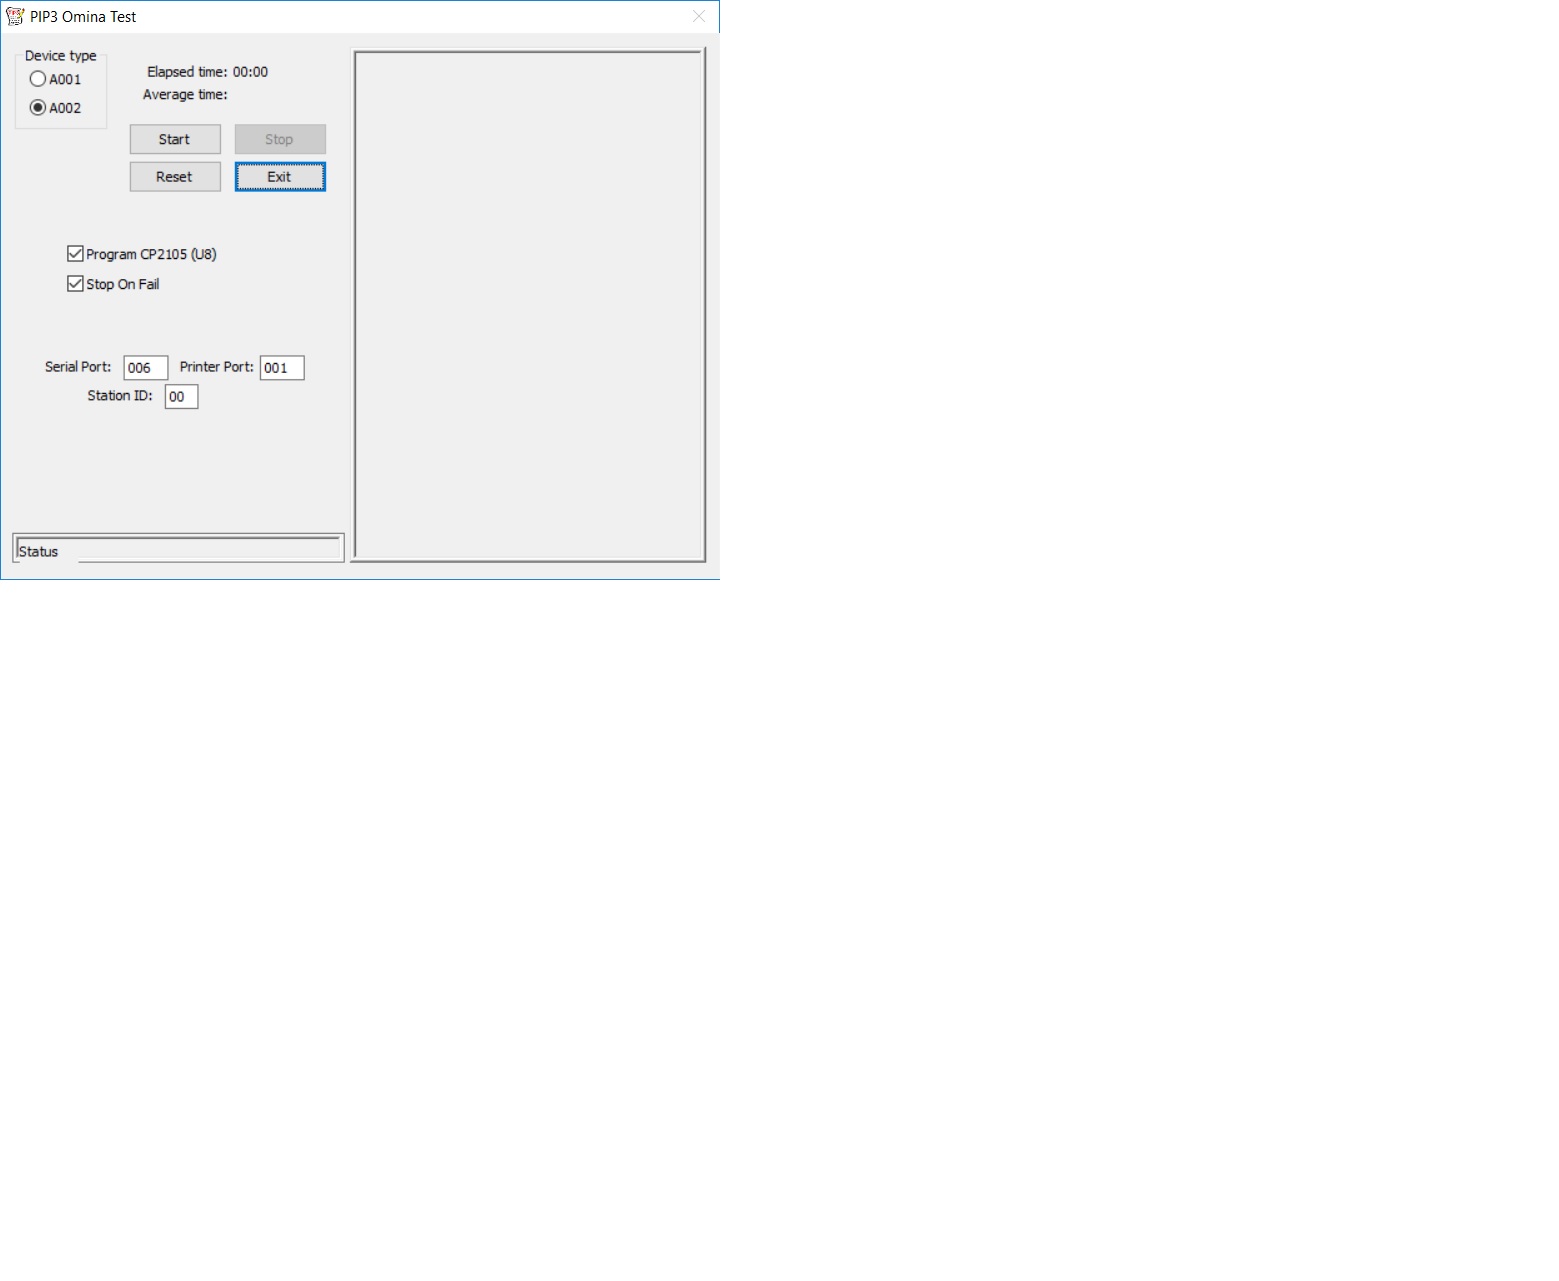 PIP3 Omina Test
Device type
A001
A002
Elapsed time: 00:00
Average time:
Start
Stop
Reset
Exit
Program CP2105 (U8)
Stop On Fail
Serial Port: 006 Printer Port: 001
Station ID: 00
Status